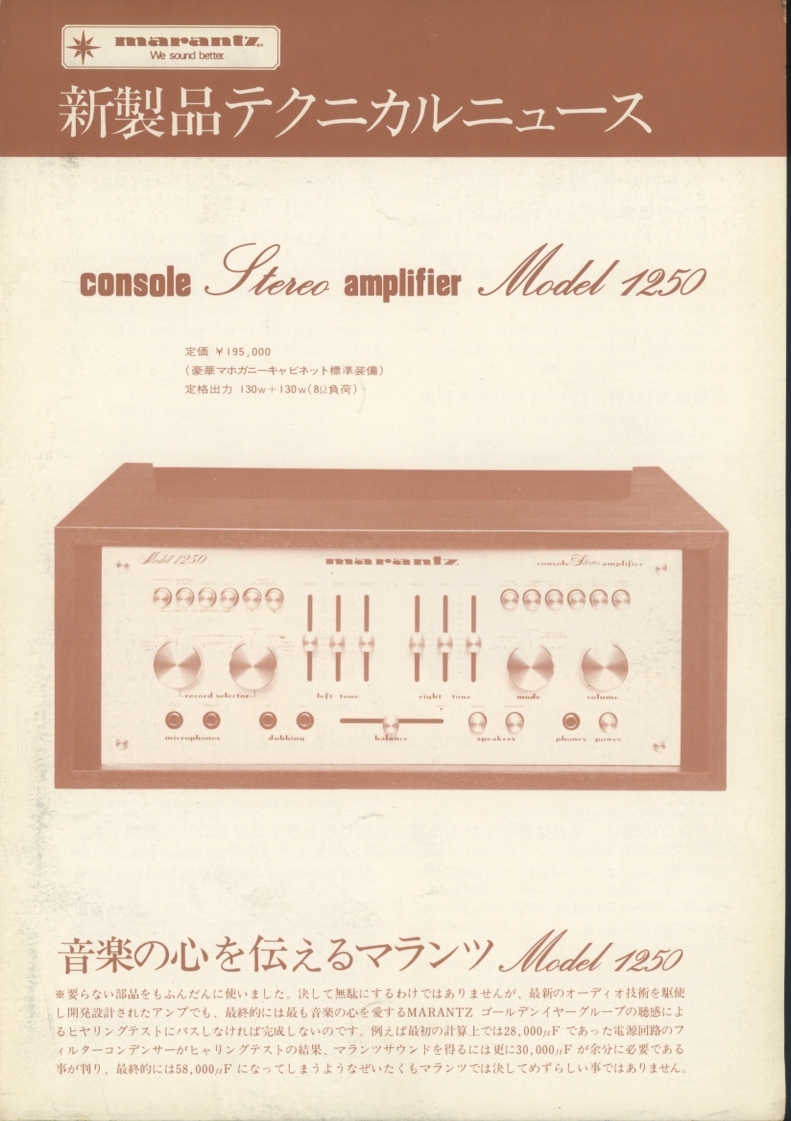 marantz.
We sound better.
新製品テクニカルニュース
console Stereo amplifier Model 1250
定価 ¥195,000
(豪華マホガニーキャビネット標準装備)
定格出力 130w+130w(8Ω負荷)
Model 1250
marantz.
console Stereo amplifier
record selector
left tone
right tone
mode
volume
microphones
dubbing
balance
speakers
phones
power
音楽の心を伝えるマランツ Model 1250
※要らない部品をもふんだんに使いました。決して無駄にするわけではありませんが、最新のオーディオ技術を駆使
し開発設計されたアンプでも、最終的には最も音楽の心を愛するMARANTZ ゴールデンイヤーグループの聴感によ
るヒヤリングテストにパスしなければ完成しないのです。例えば最初の計算上では28,000μF であった電源回路のフ
ィルターコンデンサーがヒャリングテストの結果、マランツサウンドを得るには更に30,000μF が余分に必要である
事が判り、最終的には58,000μF になってしまうようなぜいたくもマランツでは決してめずらしい事ではありません。